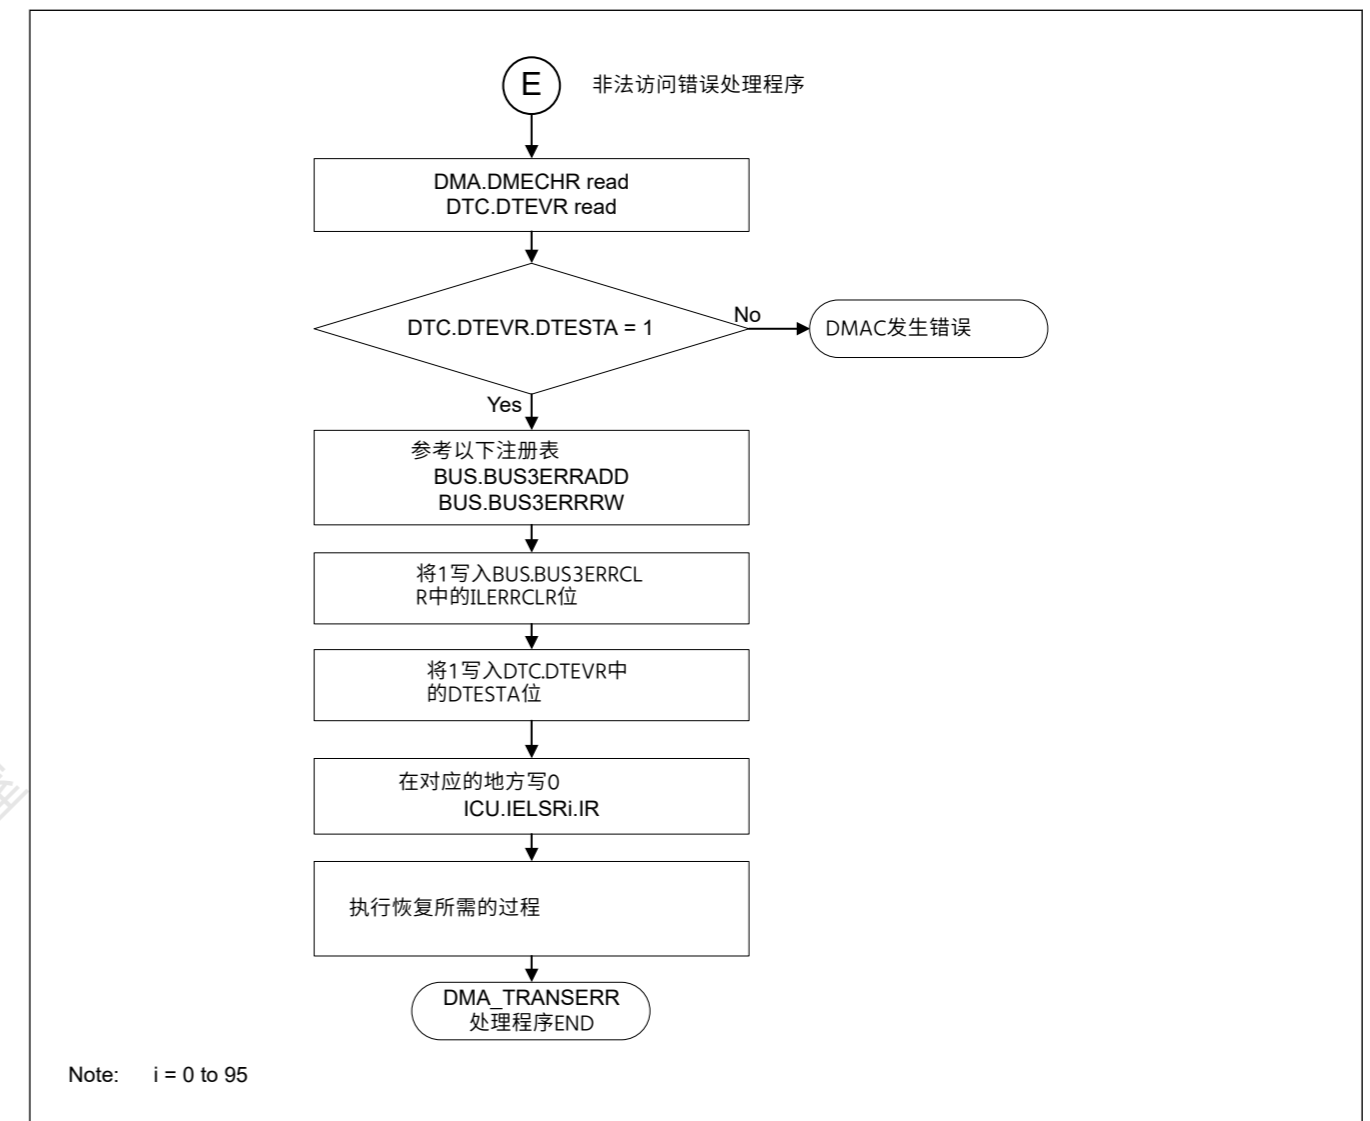 E
非法访问错误处理程序
DMA.DMECHR read
DTC.DTEVR read
DTC.DTEVR.DTESTA = 1
No
DMAC发生错误
Yes
参考以下注册表
BUS.BUS3ERRADD
BUS.BUS3ERRRW
将1写入BUS.BUS3ERRCL
R中的ILERRCLR位
将1写入DTC.DTEVR中
的DTESTA位
在对应的地方写0
ICU.IELSRi.IR
执行恢复所需的过程
DMA_TRANSERR
处理程序END
Note: i = 0 to 95